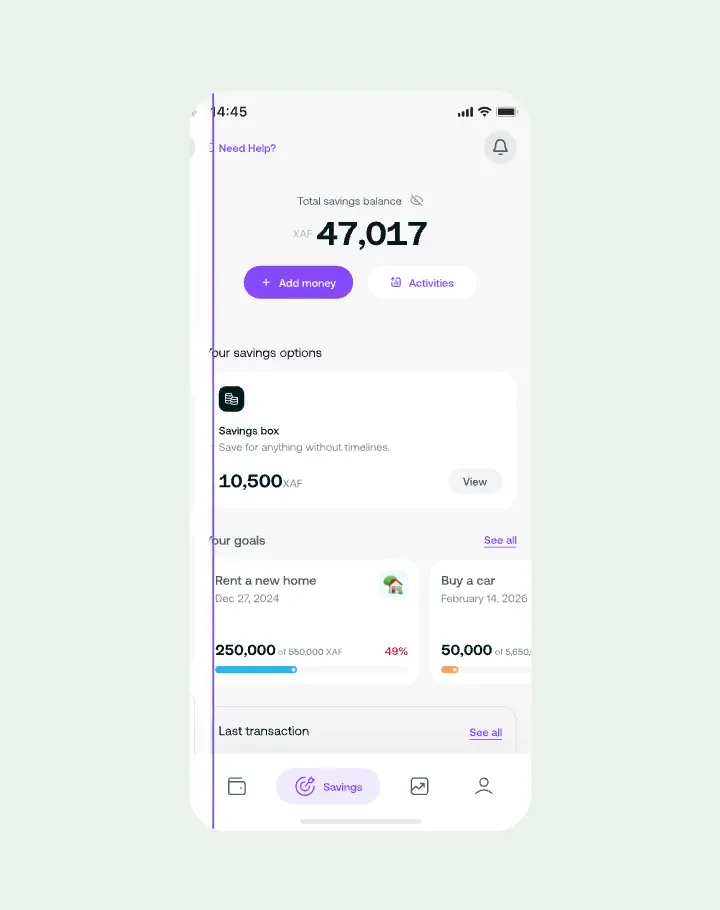 14:45
Need Help?
Total savings balance
XAF 47,017
+ Add money
Activities
Your savings options
Savings box
Save for anything without timelines.
10,500XAF
View
Your goals
See all
Rent a new home
Dec 27, 2024
250,000 of 550,000 XAF
49%
Buy a car
February 14, 2026
50,000 of 5,650,
Last transaction
See all
Savings